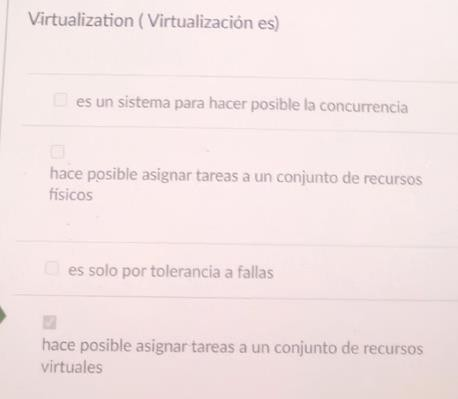 Virtualization ( Virtualización es)
es un sistema para hacer posible la concurrencia
hace posible asignar tareas a un conjunto de recursos
físicos
es solo por tolerancia a fallas
hace posible asignar tareas a un conjunto de recursos
virtuales